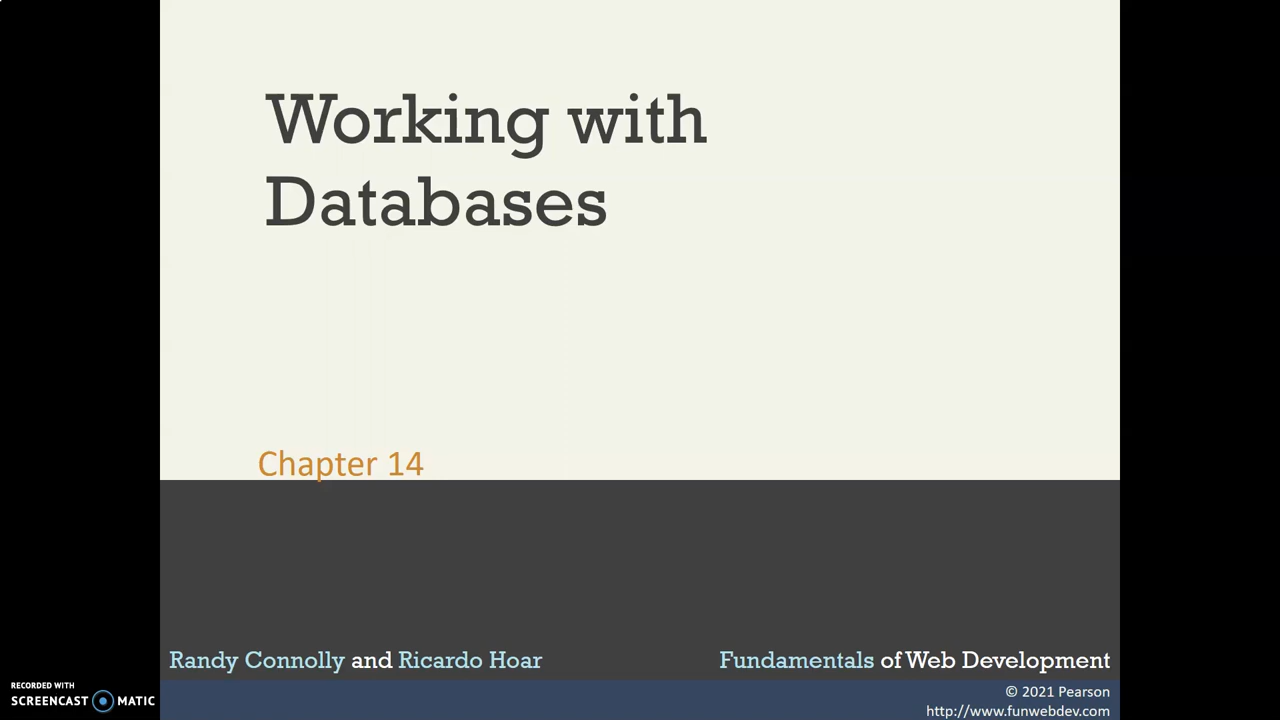 Working with
Databases
Chapter 14
Randy Connolly and Ricardo Hoar
Fundamentals of Web Development
© 2021 Pearson
http://www.funwebdev.com
RECORDED WITH
SCREENCAST MATIC